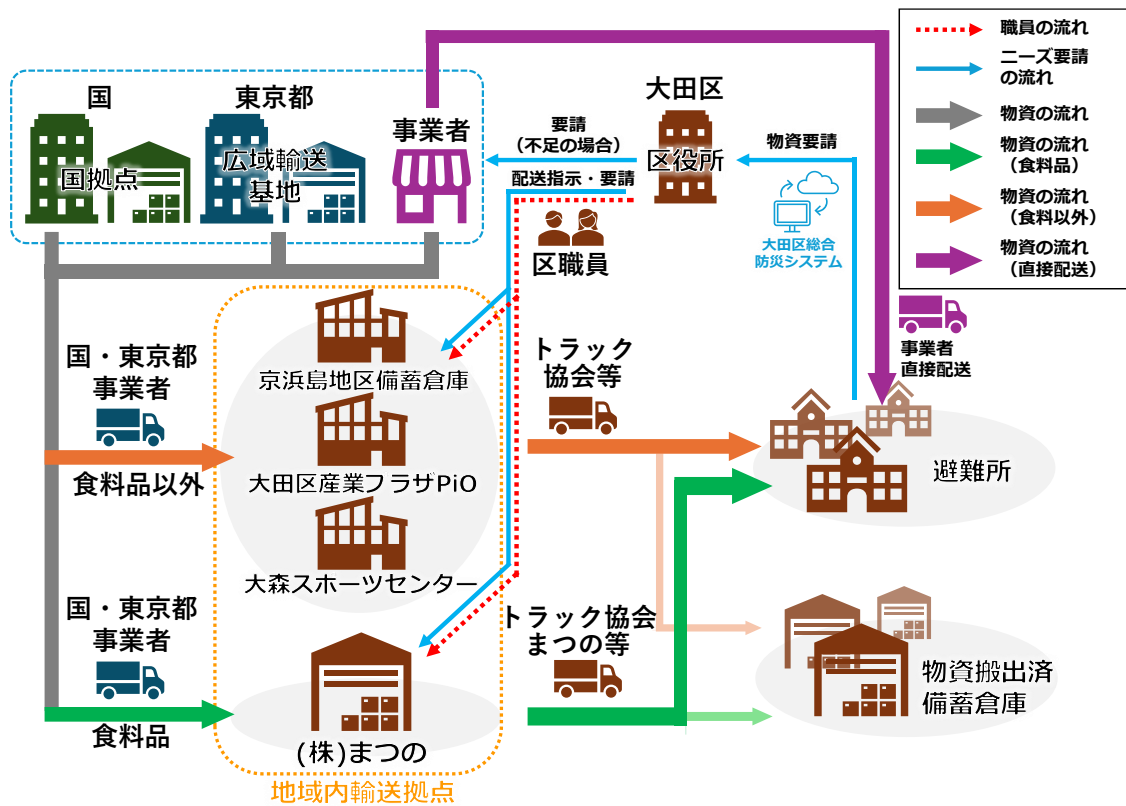 国
東京都
事業者
国拠点
広域輸送
基地
大田区
区役所
要請
(不足の場合)
配送指示・要請
物資要請
大田区総合
防災システム
区職員
職員の流れ
ニーズ要請
の流れ
物資の流れ
物資の流れ
(食料品)
物資の流れ
(食料以外)
物資の流れ
(直接配送)
事業者
直接配送
国・東京都
事業者
食料品以外
京浜島地区備蓄倉庫
大田区産業プラザPiO
大森スポーツセンター
トラック
協会等
避難所
国・東京都
事業者
食料品
(株)まつの
地域内輸送拠点
トラック協会
まつの等
物資搬出済
備蓄倉庫